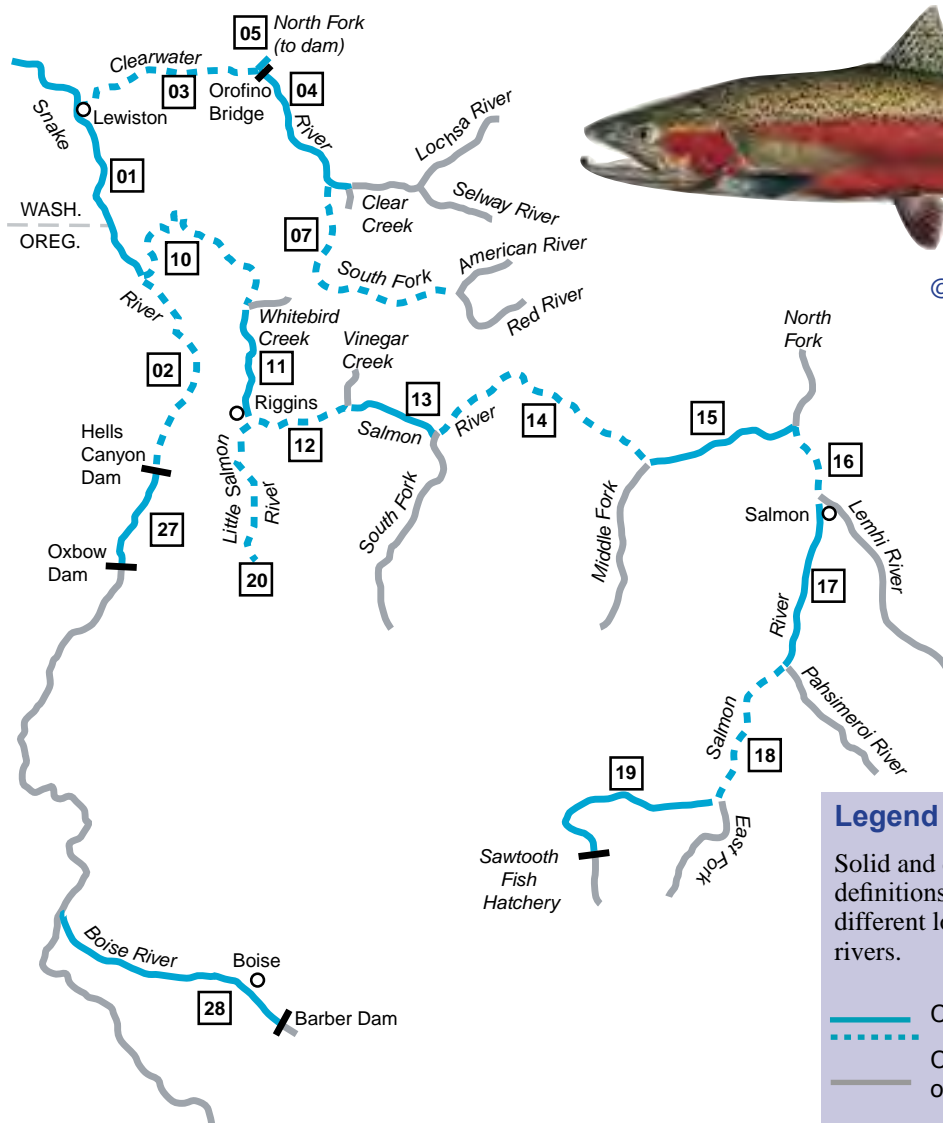 05
North Fork
(to dam)
Clearwater
03
Orofino
Bridge
04
River
Snake
Lewiston
01
Lochsa River
Selway River
Clear
Creek
WASH.
OREG.
07
10
South Fork
American River
Red River
River
Whitebird
Creek
Vinegar
Creek
North
Fork
02
11
Riggins
12
13
Salmon
River
14
15
16
Hells
Canyon
Dam
Little Salmon
River
South Fork
Middle Fork
Salmon
Lemhi River
27
Oxbow
Dam
20
17
River
Pahsimeroi River
Salmon
18
19
East Fork
Sawtooth
Fish
Hatchery
Boise River
Boise
28
Barber Dam
Legend
Solid and
definitions
different lo
rivers.
C
C
o